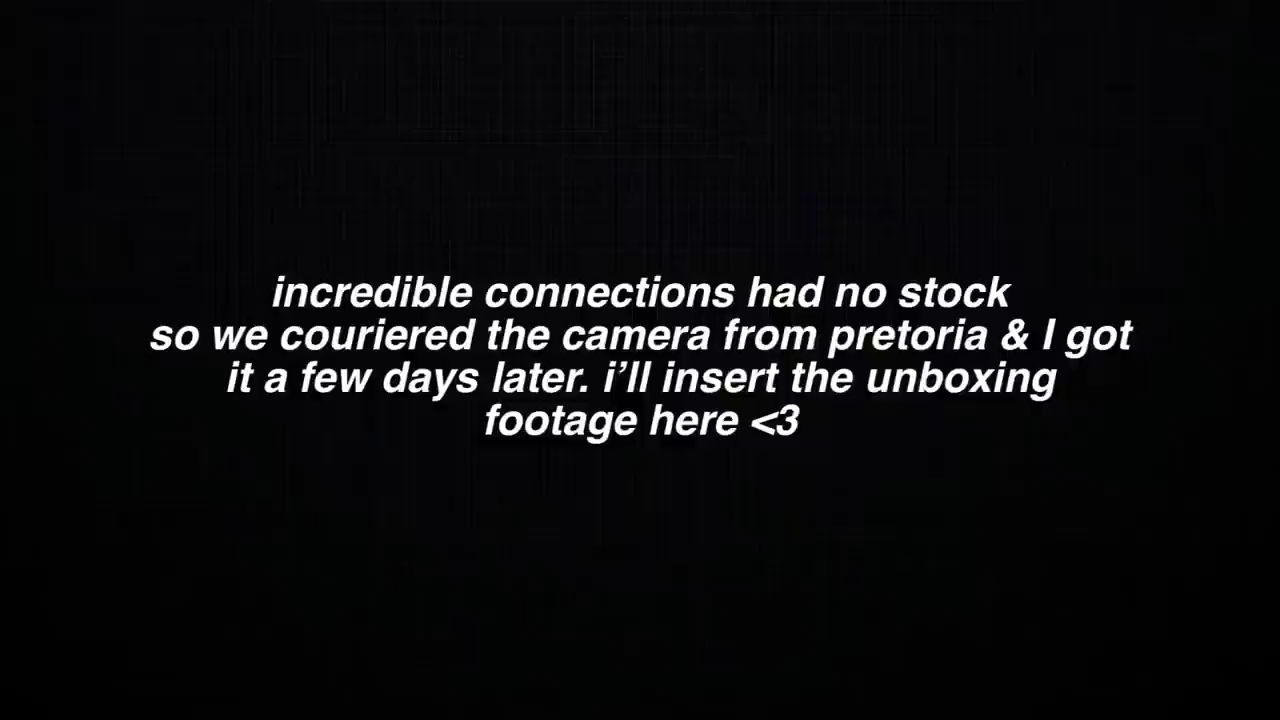 incredible connections had no stock
so we couriered the camera from pretoria & I got
it a few days later. i’ll insert the unboxing
footage here <3